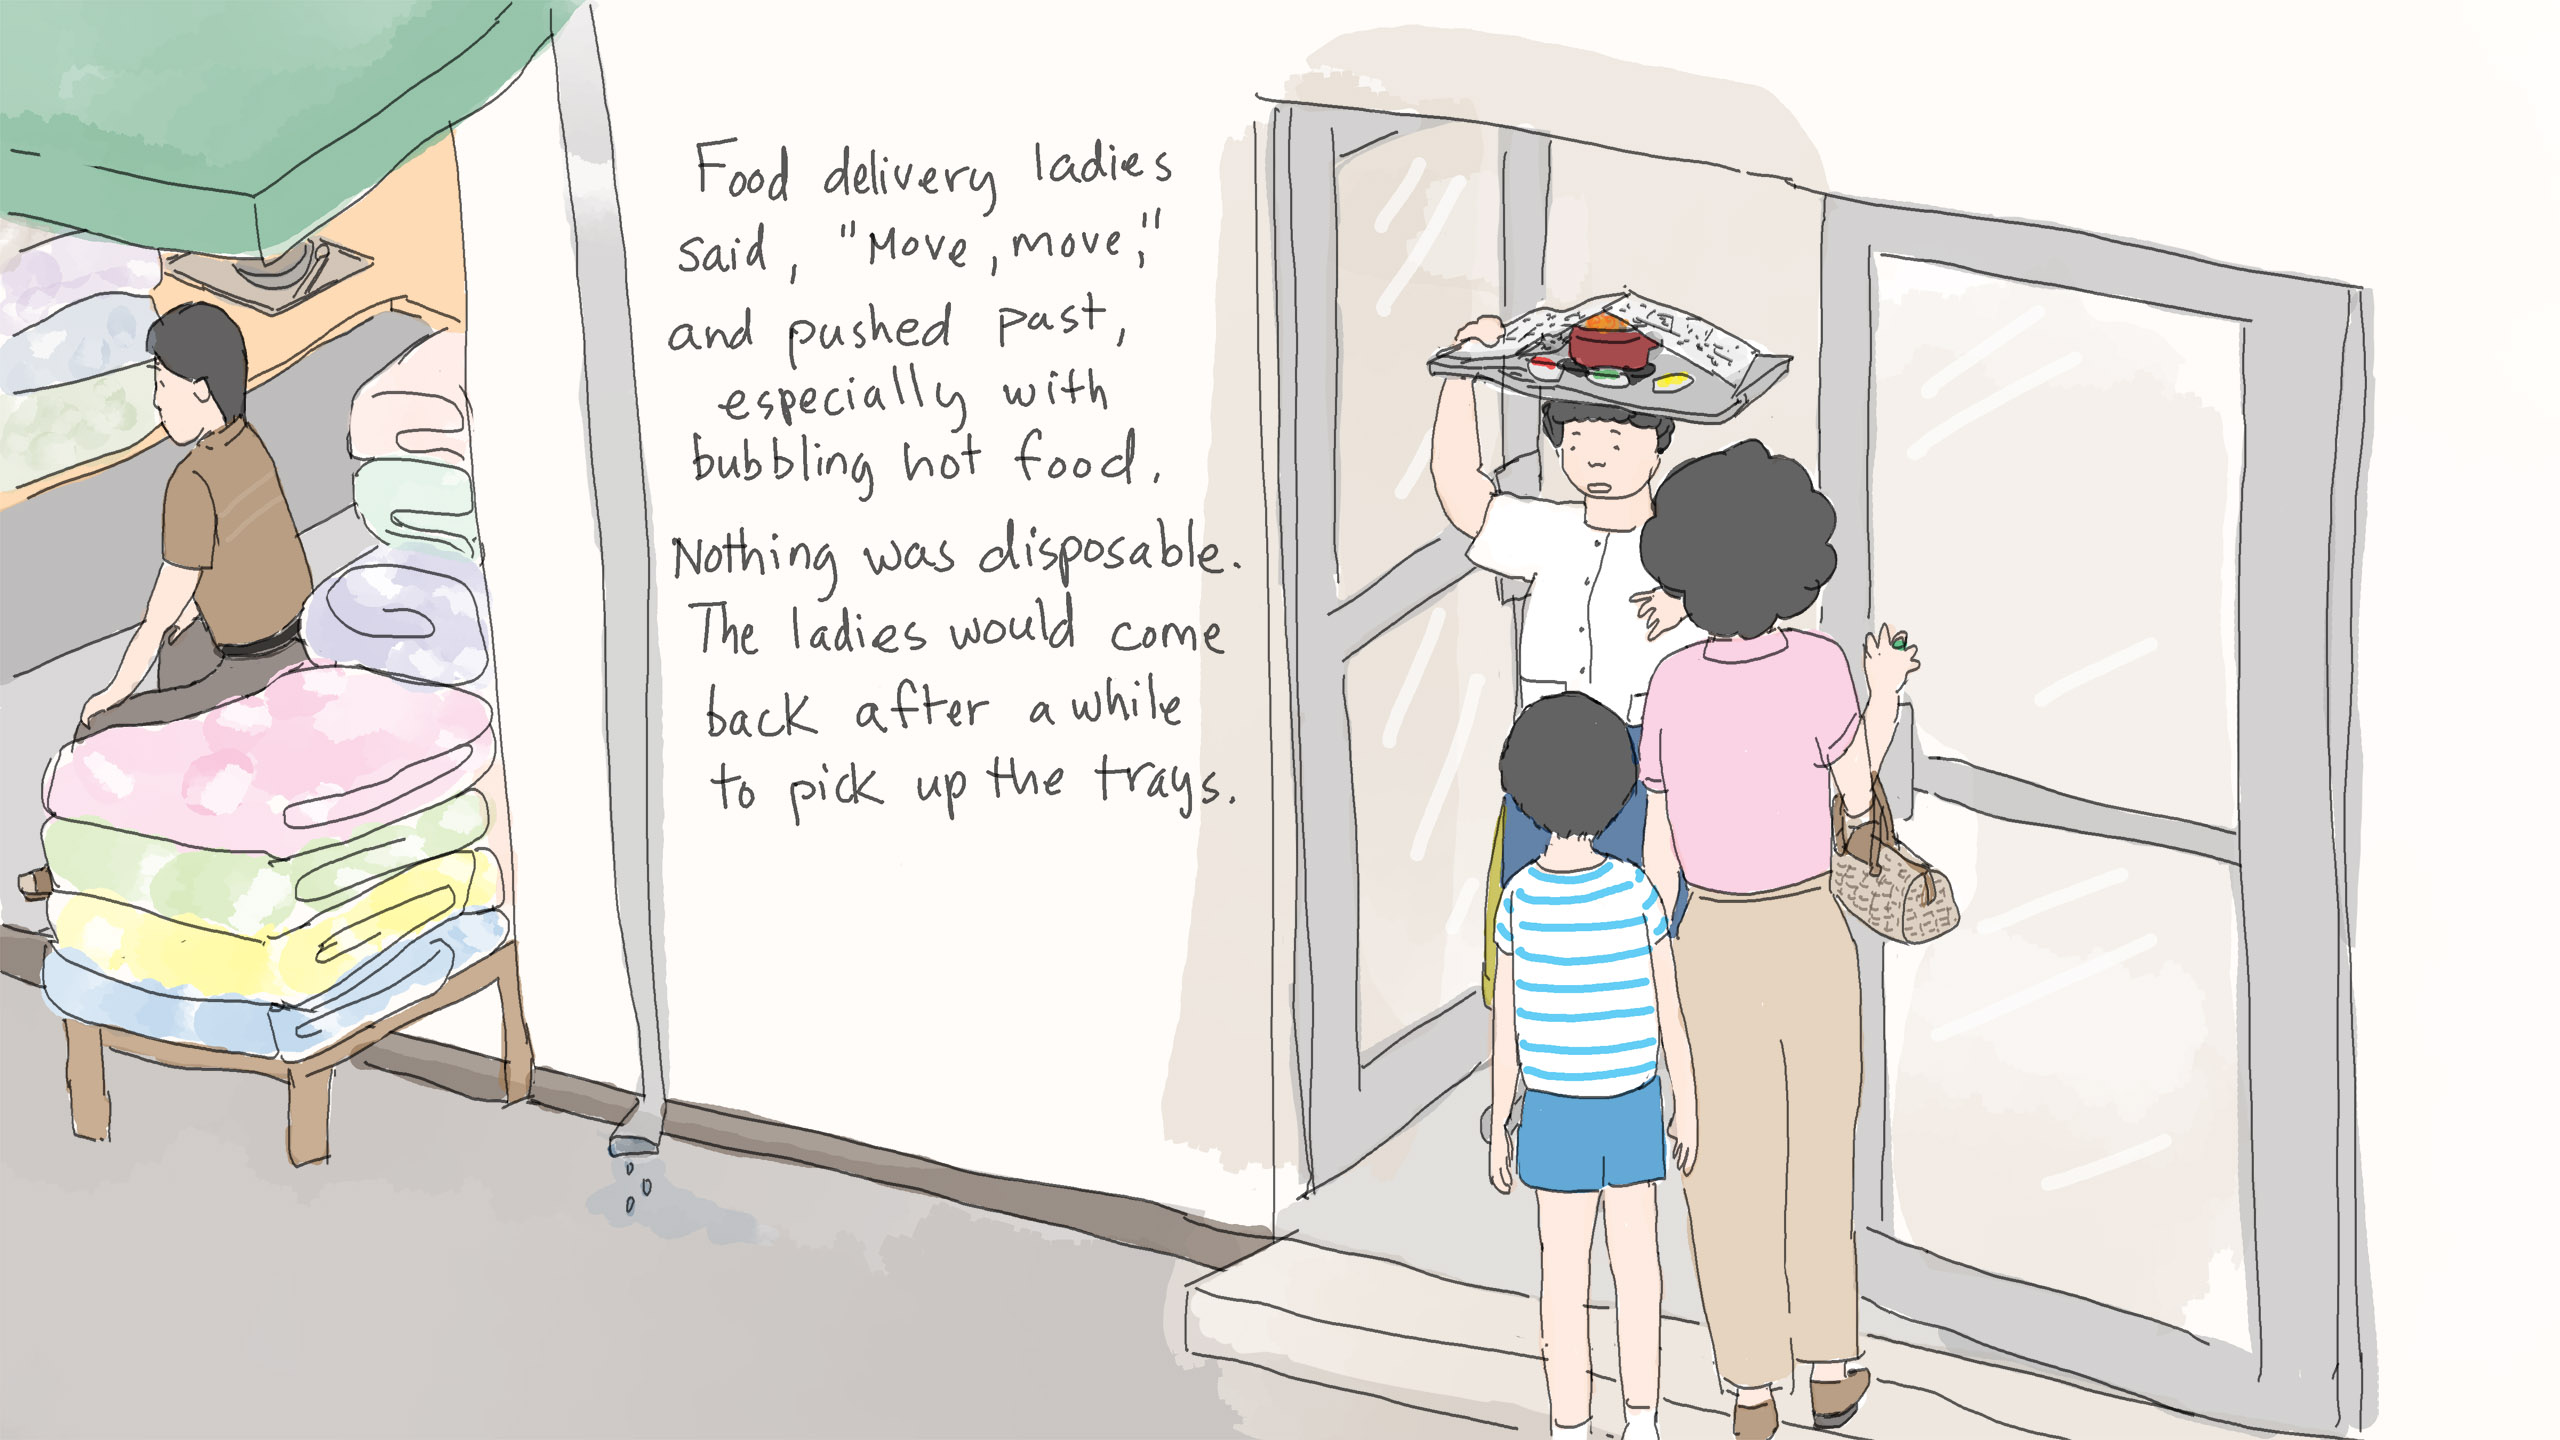 Food delivery ladies
said, "Move, move,"
and pushed past,
especially with
bubbling hot food.
Nothing was disposable.
The ladies would come
back after a while
to pick up the trays.